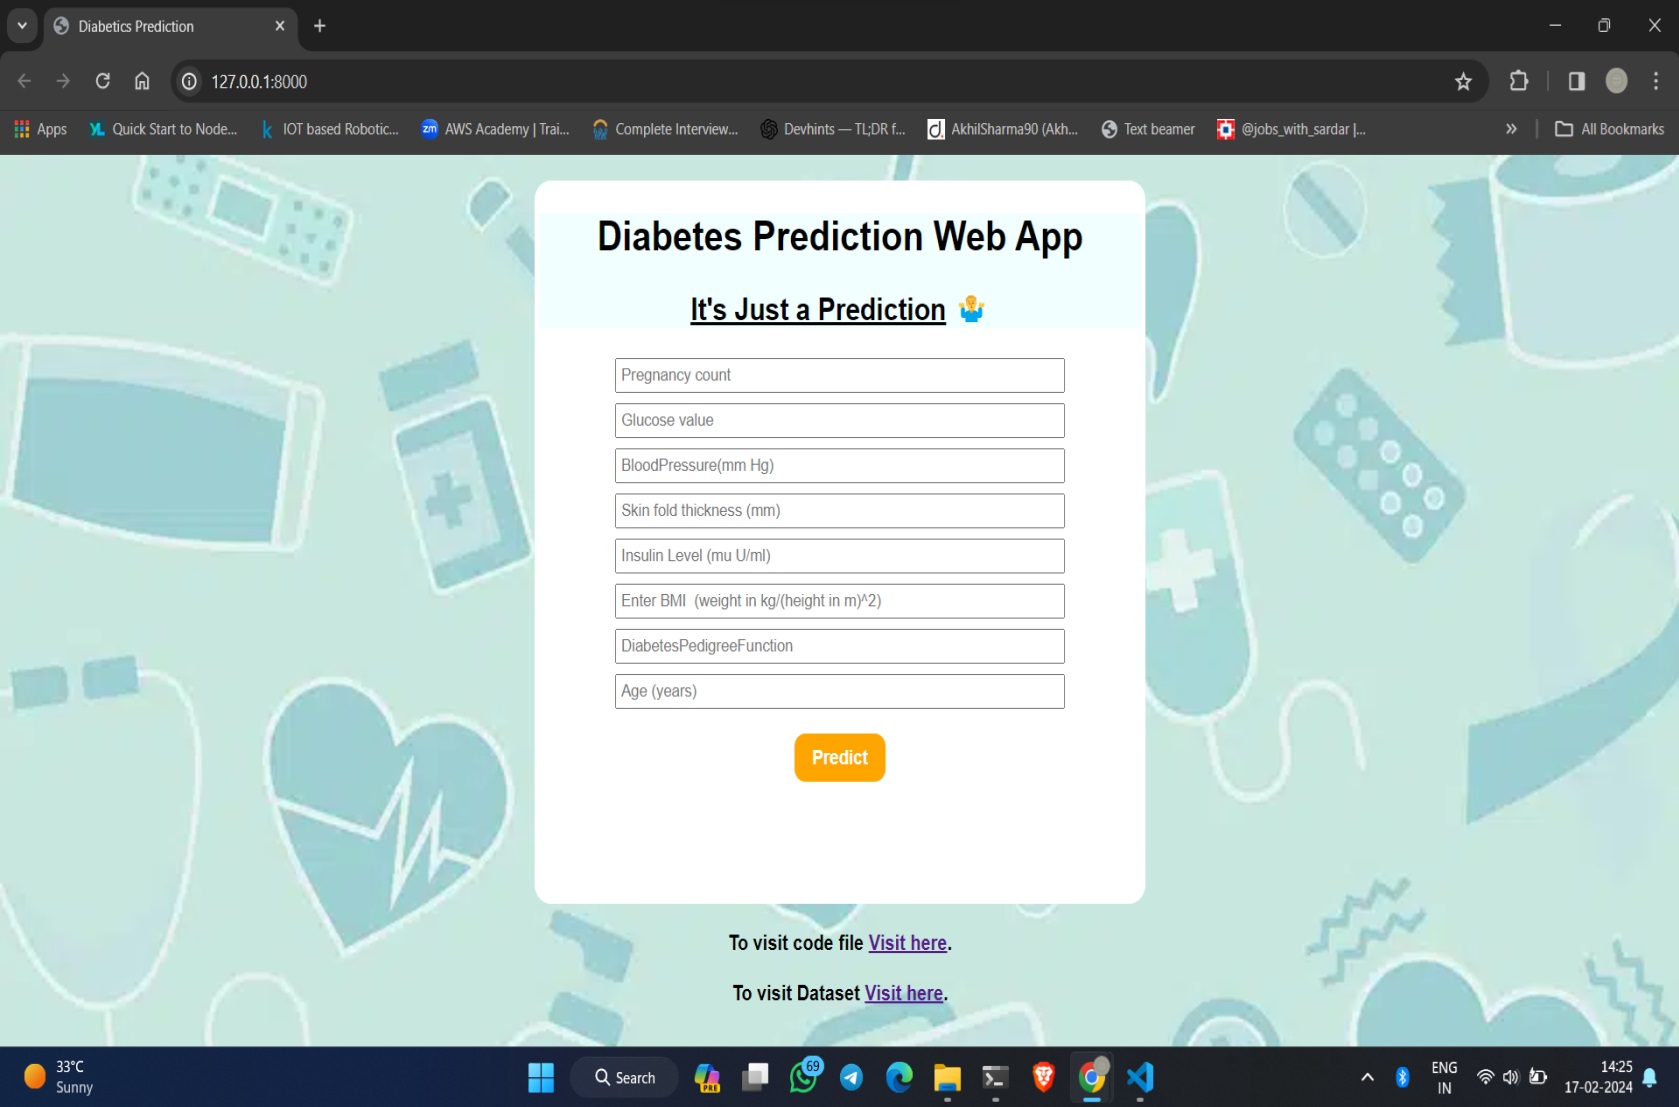 Diabetics Prediction
127.0.0.1:8000
Apps
Quick Start to Node...
IOT based Robotic...
zm
AWS Academy | Trai...
Complete Interview...
Devhints — TL;DR f...
d.
AkhilSharma90 (Akh...
Text beamer
@jobs_with_sardar |...
All Bookmarks
Diabetes Prediction Web App
It's Just a Prediction 🤷
Pregnancy count
Glucose value
BloodPressure(mm Hg)
Skin fold thickness (mm)
Insulin Level (mu U/ml)
Enter BMI  (weight in kg/(height in m)^2)
DiabetesPedigreeFunction
Age (years)
Predict
To visit code file Visit here.
To visit Dataset Visit here.
33°C
Sunny
Search
PRE
69
ENG
IN
14:25
17-02-2024